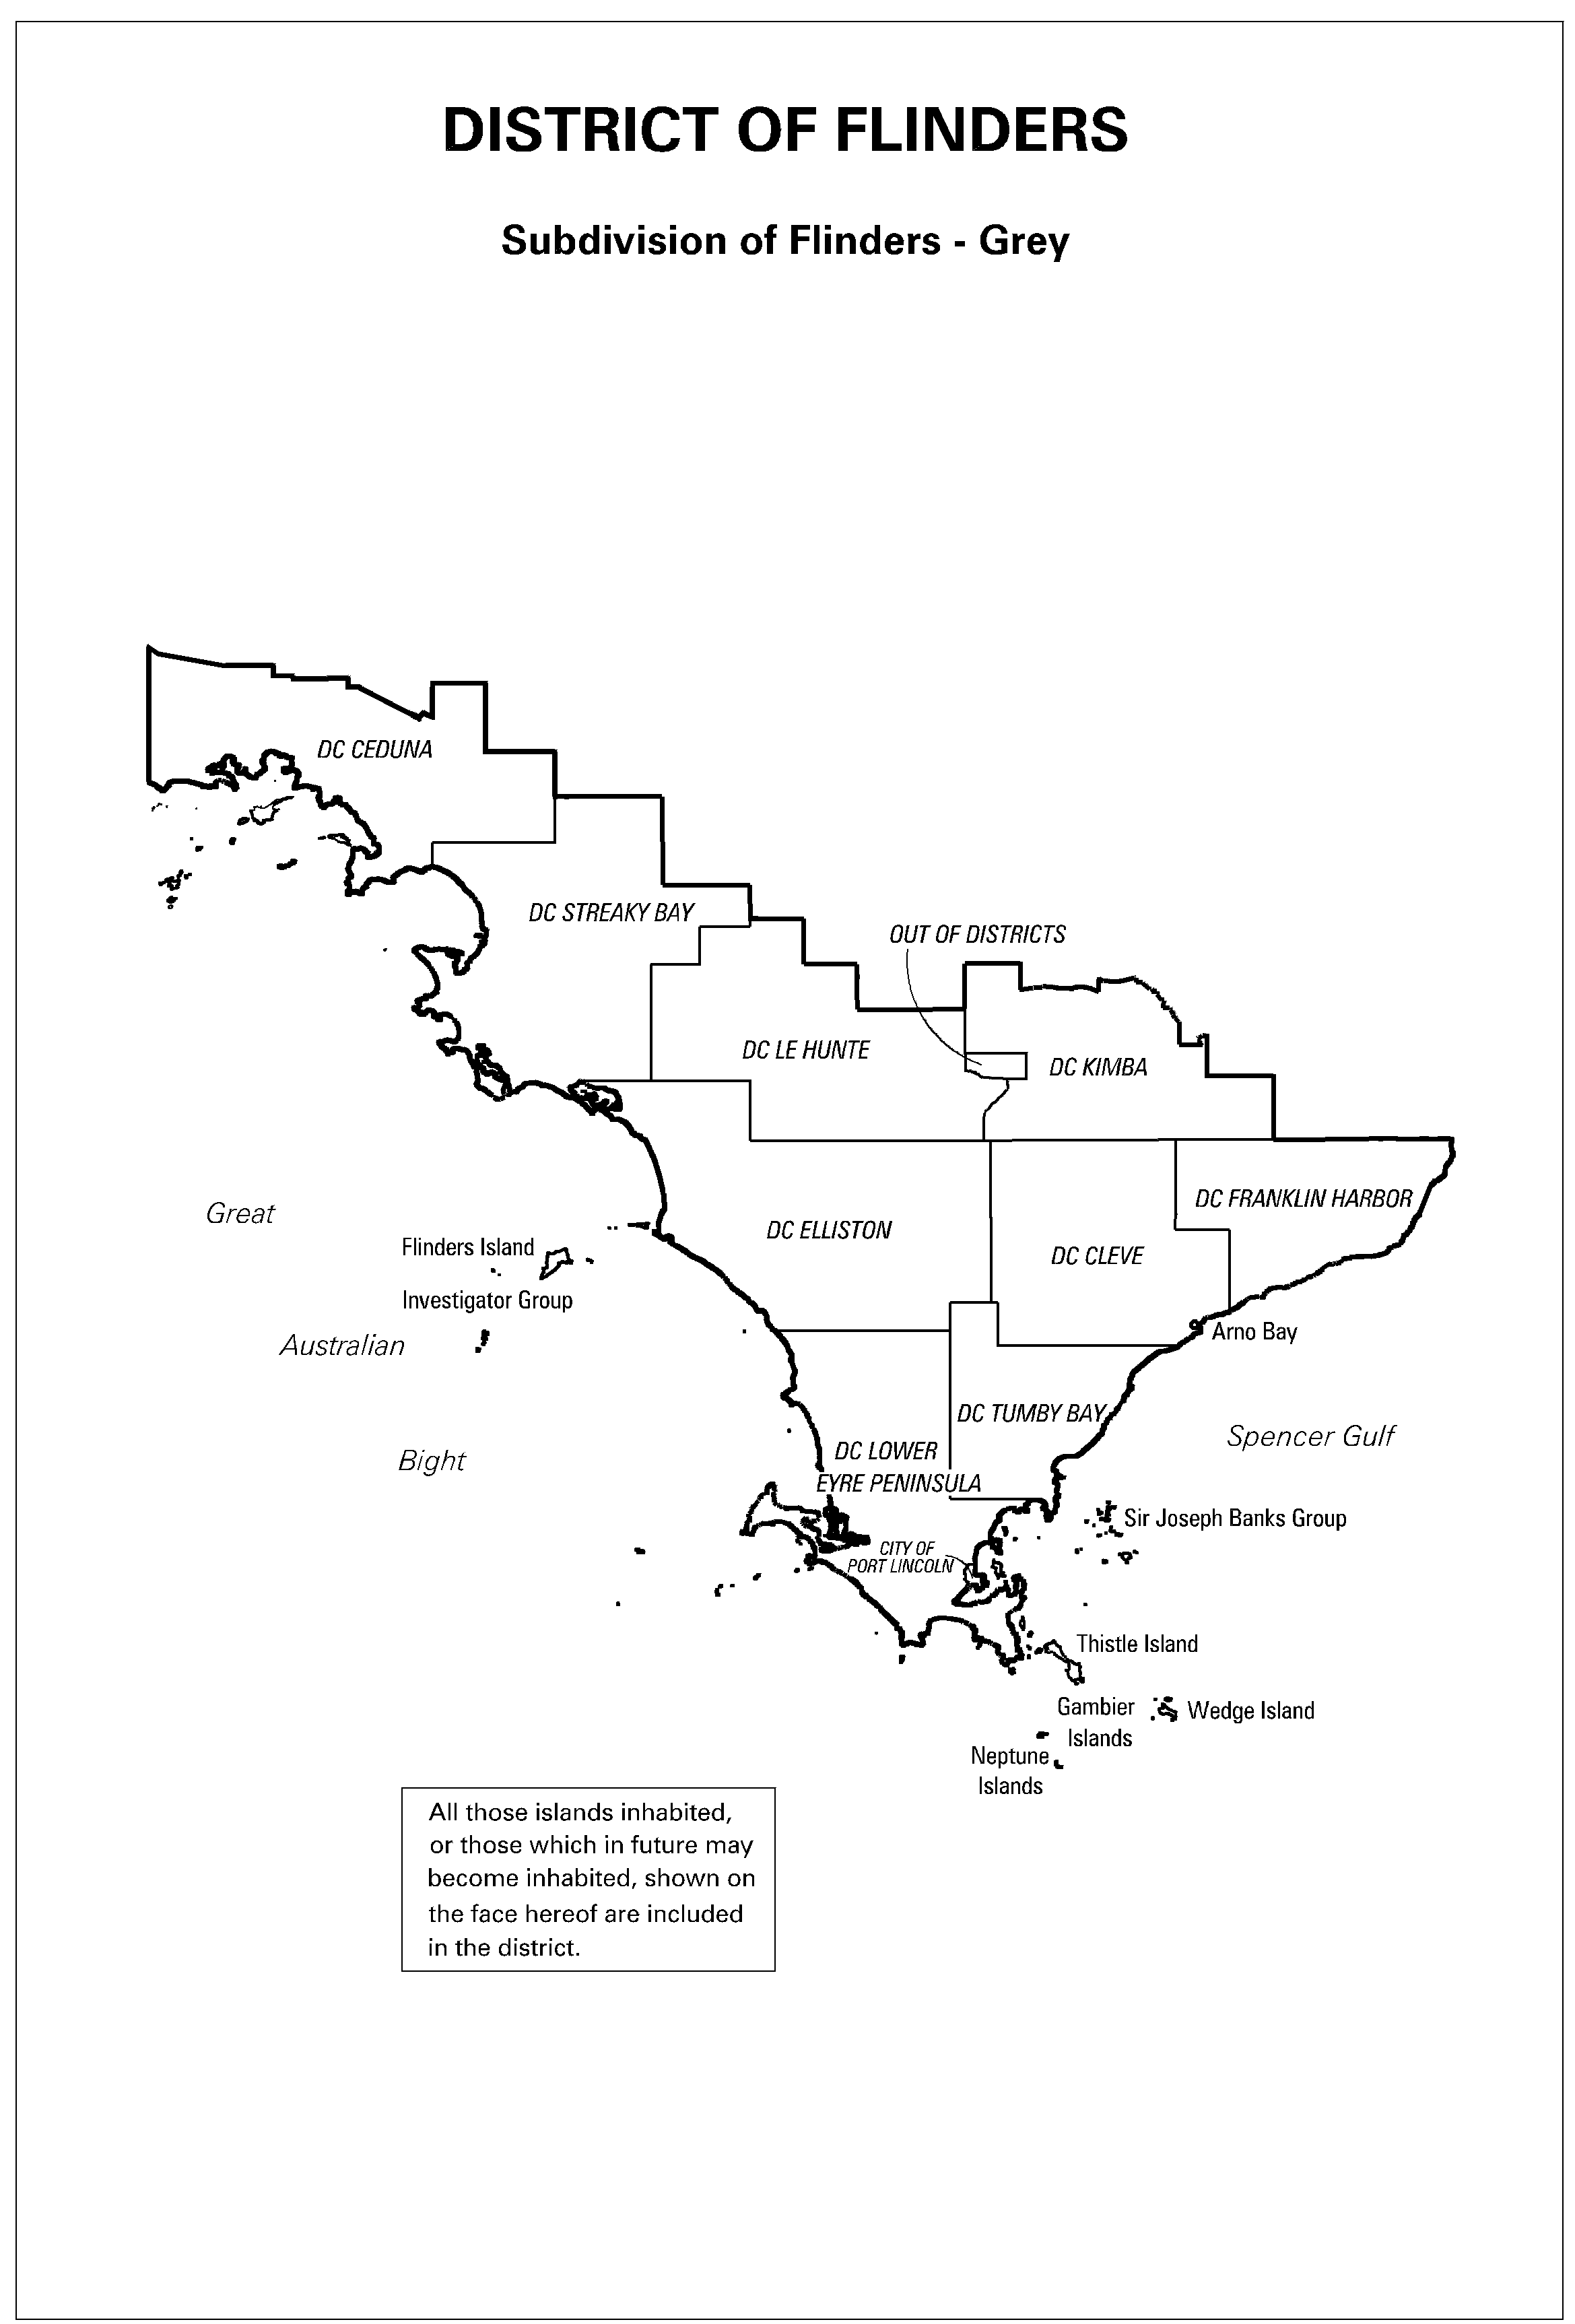 DISTRICT OF FLINDERS
Subdivision of Flinders - Grey
DC CEDUNA
DC STREAKY BAY
OUT OF DISTRICTS
DC LE HUNTE
DC KIMBA
DC FRANKLIN HARBOR
Great
DC ELLISTON
Flinders Island
DC CLEVE
Investigator Group
Arno Bay
Australian
DC TUMBY BAY
Spencer Gulf
DC LOWER
Bight
EYRE PENINSULA
Sir Joseph Banks Group
CITY OF
PORT LINCOLN
Thistle Island
Gambier
Islands
Wedge Island
Neptune
Islands
All those islands inhabited,
or those which in future may
become inhabited, shown on
the face hereof are included
in the district.